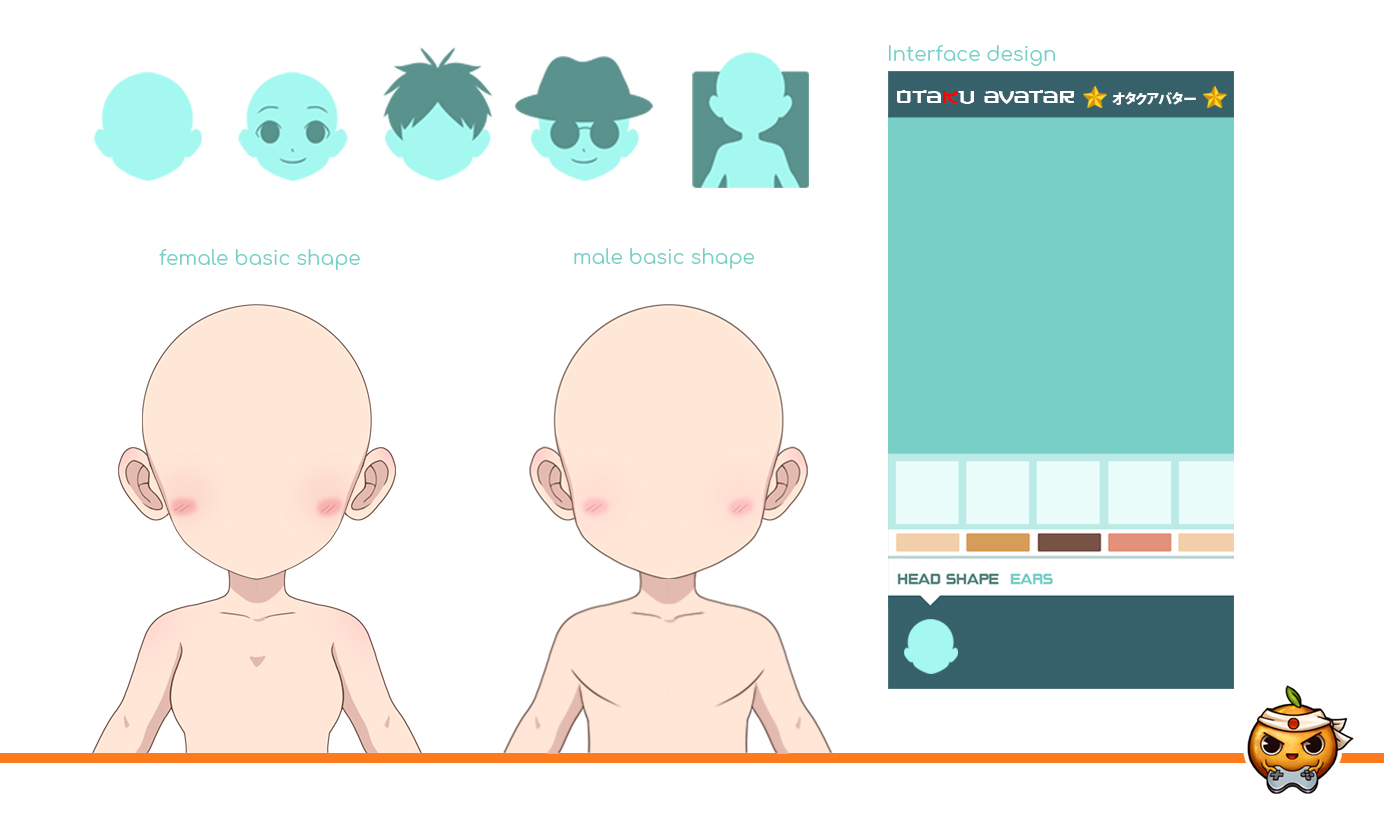 Interface design
OTAKU AVATAR オタクアバター
female basic shape
male basic shape
HEAD SHAPE EARS